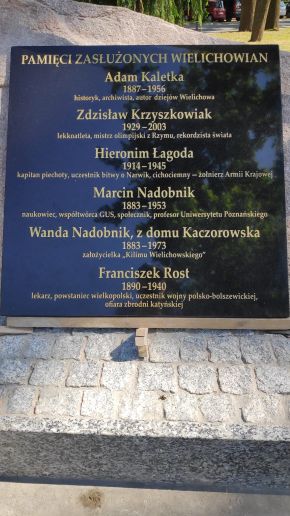 PAMIĘCI ZASŁUŻONYCH WIELICHOWIAN
Adam Kaletka
1887–1956
historyk, archiwista, autor dziejów Wielichowa
Zdzisław Krzyszkowiak
1929–2003
lekkoatleta, mistrz olimpijski z Rzymu, rekordzista świata
Hieronim Łagoda
1914–1945
kapitan piechoty, uczestnik bitwy o Narwik, cichociemny – żołnierz Armii Krajowej
Marcin Nadobnik
1883–1953
naukowiec, współtwórca GUS, społecznik, profesor Uniwersytetu Poznańskiego
Wanda Nadobnik, z domu Kaczorowska
1883–1973
założycielka „Kilimu Wielichowskiego”
Franciszek Rost
1890–1940
lekarz, powstaniec wielkopolski, uczestnik wojny polsko-bolszewickiej,
ofiara zbrodni katyńskiej